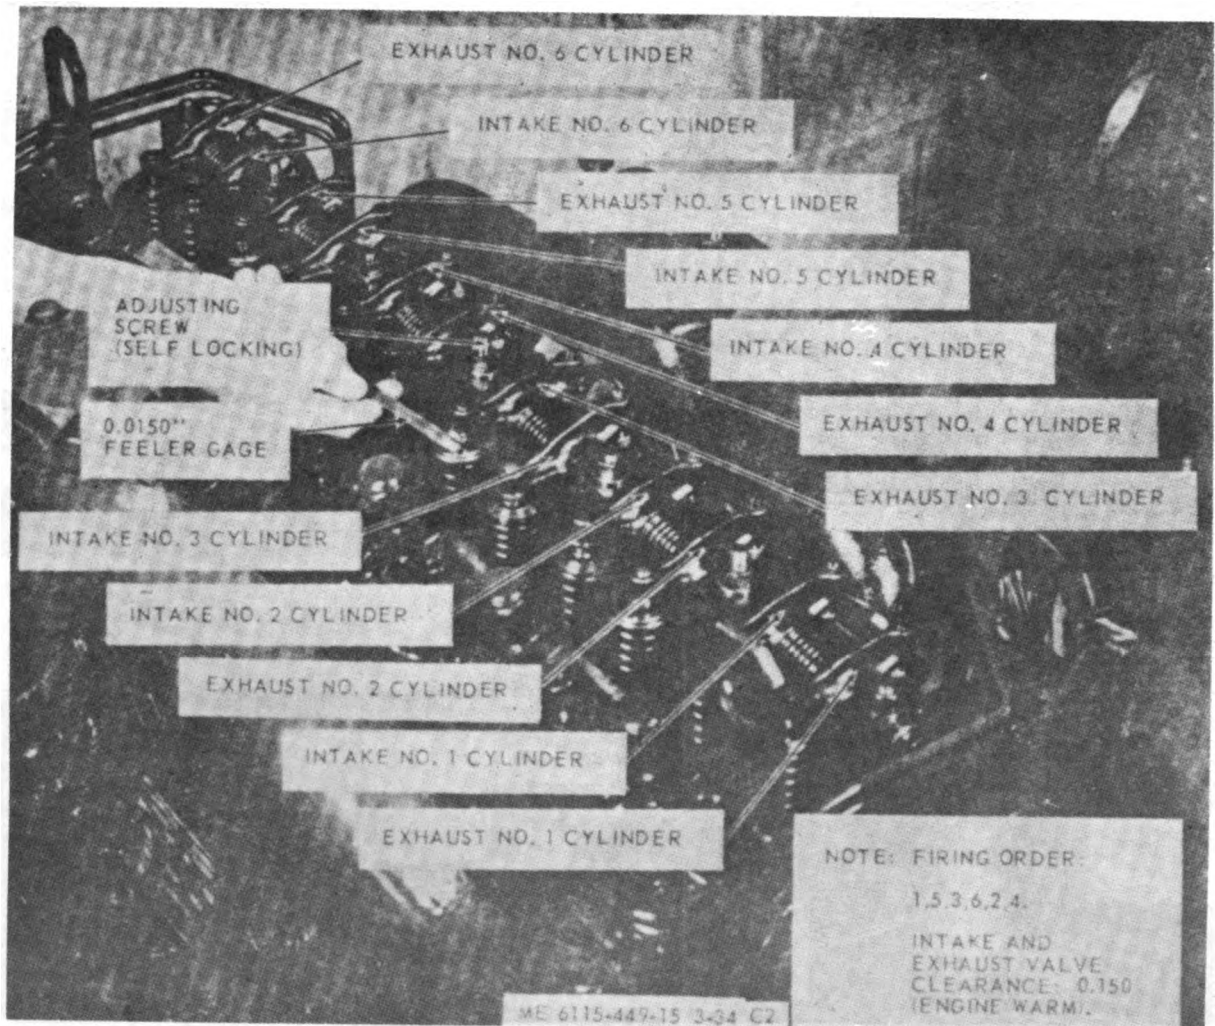 EXHAUST NO. 6 CYLINDER
INTAKE NO. 6 CYLINDER
EXHAUST NO. 5 CYLINDER
INTAKE NO. 5 CYLINDER
INTAKE NO. 4 CYLINDER
EXHAUST NO. 4 CYLINDER
EXHAUST NO. 3 CYLINDER
ADJUSTING
SCREW
(SELF LOCKING)
0.0150"
FEELER GAGE
INTAKE NO. 3 CYLINDER
INTAKE NO. 2 CYLINDER
EXHAUST NO. 2 CYLINDER
INTAKE NO. 1 CYLINDER
EXHAUST NO. 1 CYLINDER
NOTE: FIRING ORDER:
1,5,3,6,2,4.
INTAKE AND
EXHAUST VALVE
CLEARANCE: 0.150
(ENGINE WARM).
ME 6115-449-15 3-34 C2